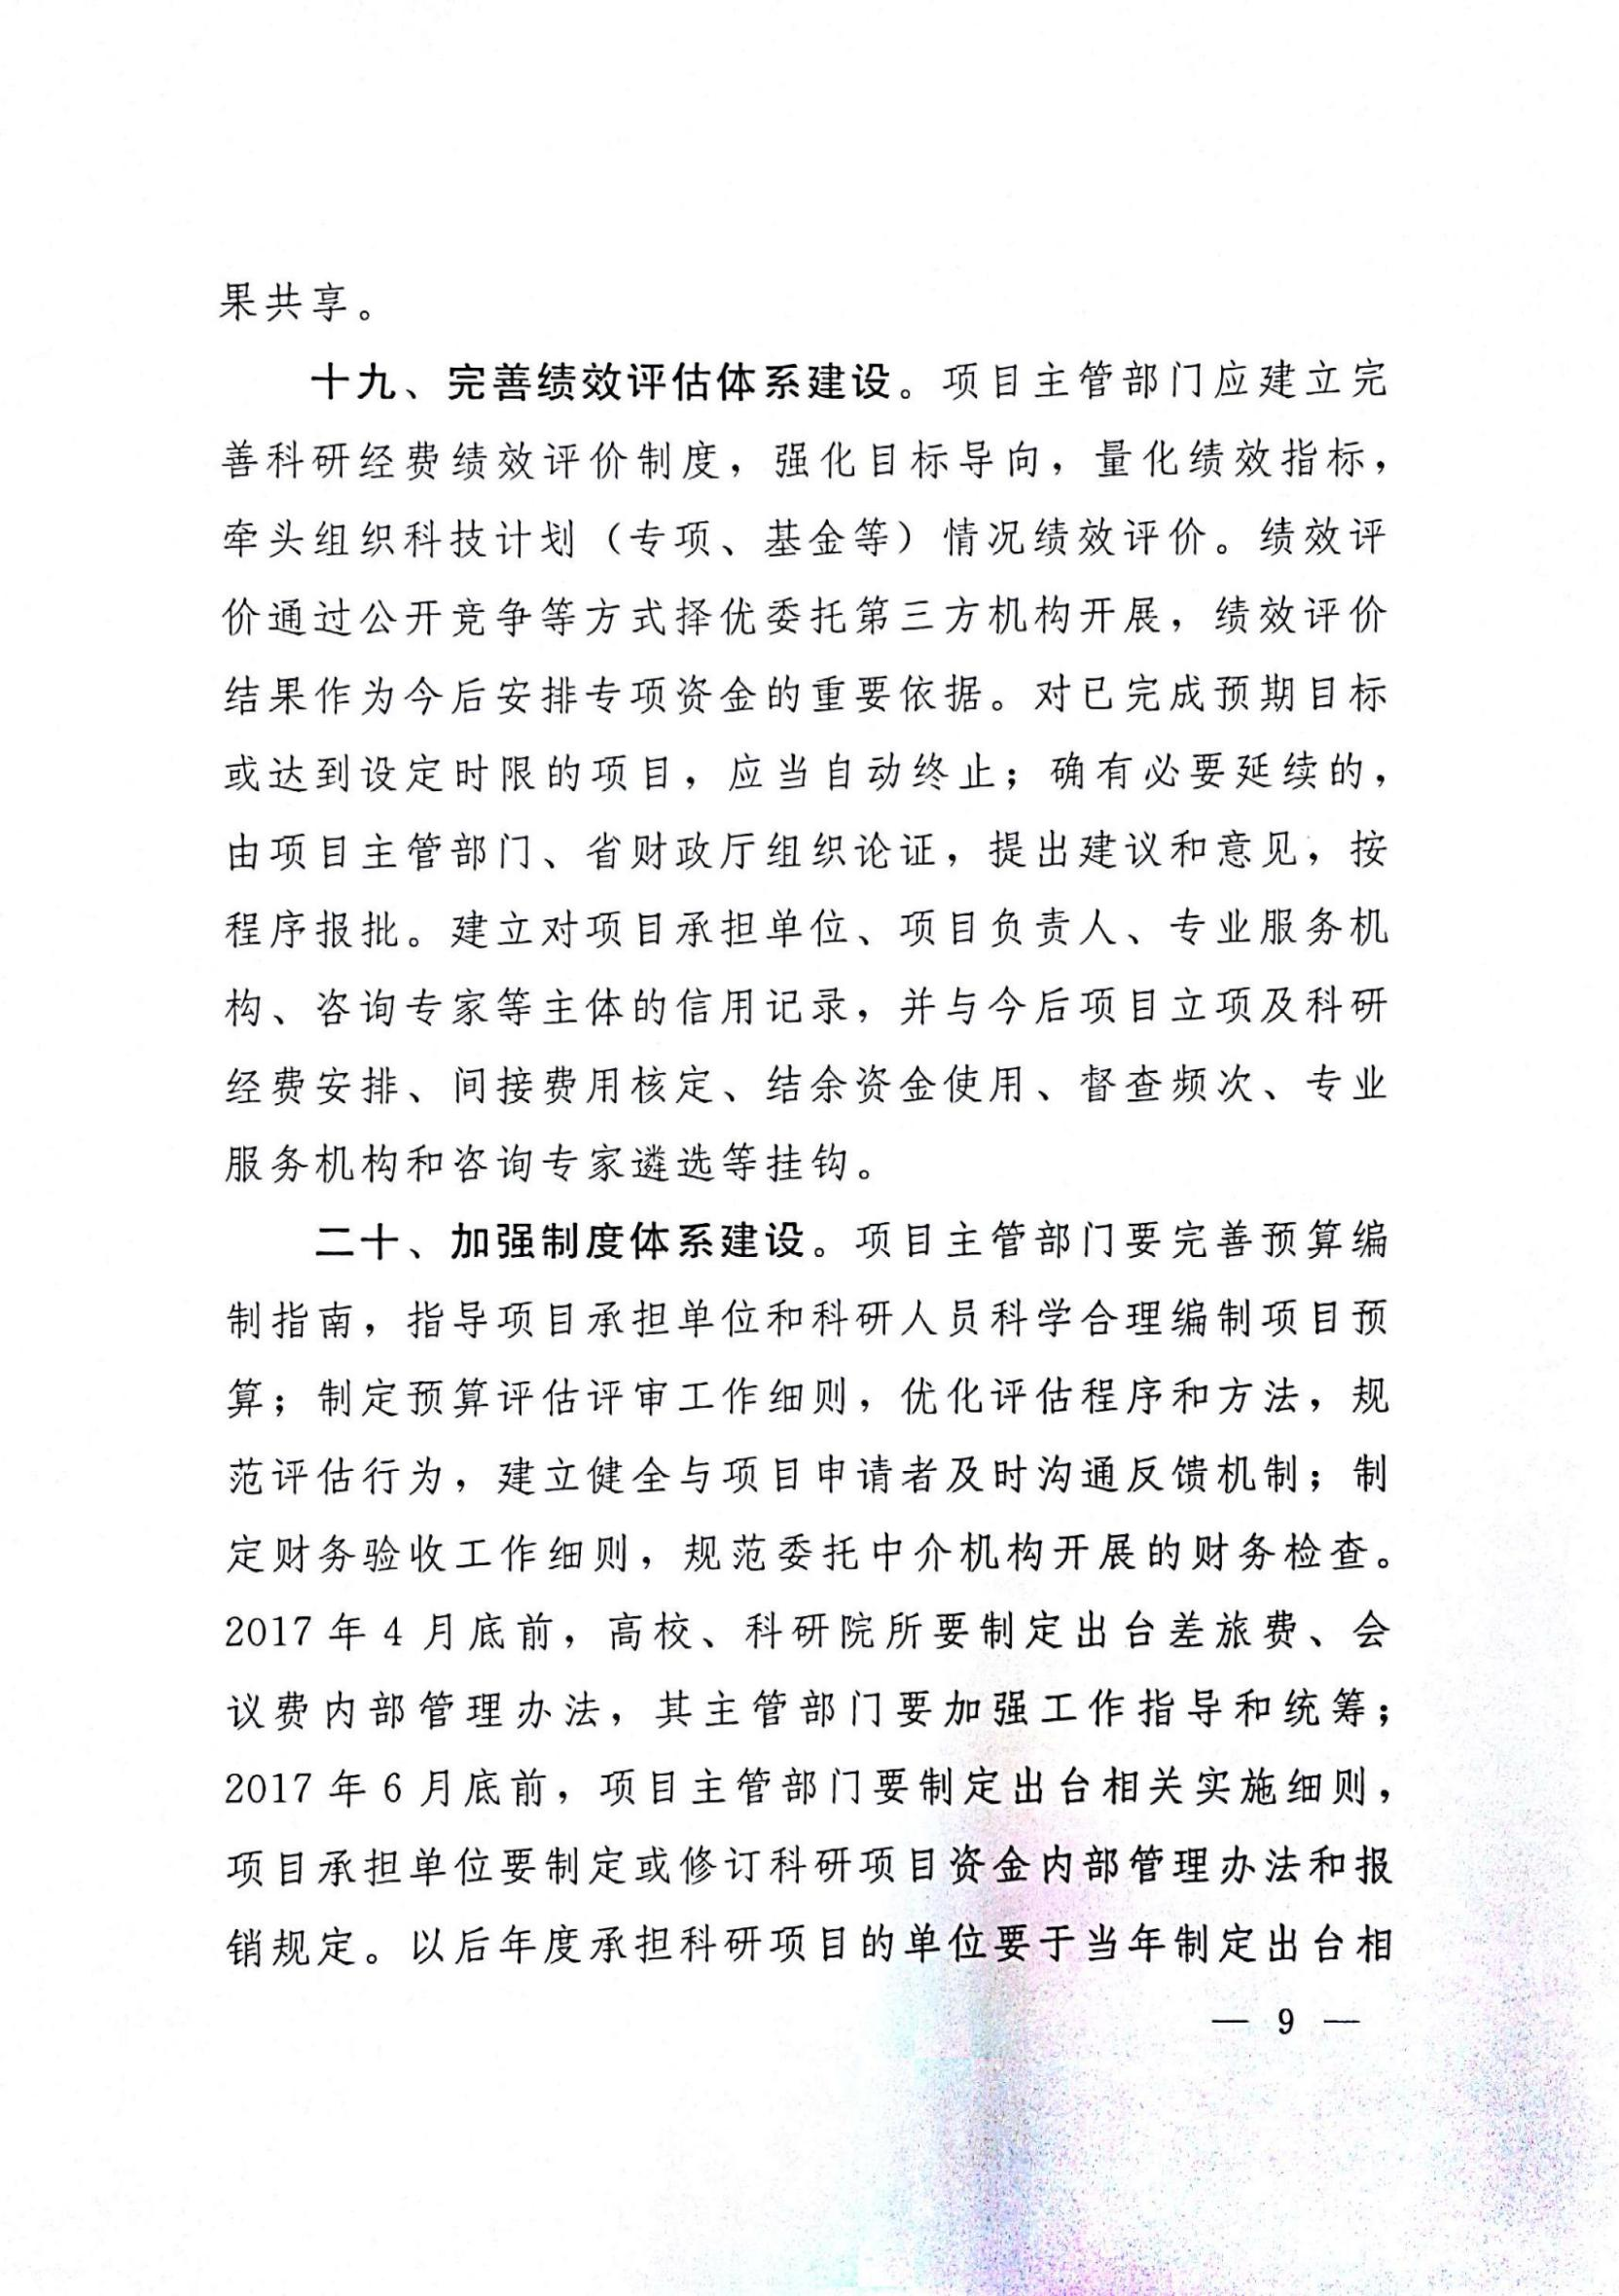 果共享。
十九、完善绩效评估体系建设。项目主管部门应建立完
善科研经费绩效评价制度，强化目标导向，量化绩效指标，
牵头组织科技计划（专项、基金等）情况绩效评价。绩效评
价通过公开竞争等方式择优委托第三方机构开展，绩效评价
结果作为今后安排专项资金的重要依据。对已完成预期目标
或达到设定时限的项目，应当自动终止；确有必要延续的，
由项目主管部门、省财政厅组织论证，提出建议和意见，按
程序报批。建立对项目承担单位、项目负责人、专业服务机
构、咨询专家等主体的信用记录，并与今后项目立项及科研
经费安排、间接费用核定、结余资金使用、督查频次、专业
服务机构和咨询专家遴选等挂钩。
二十、加强制度体系建设。项目主管部门要完善预算编
制指南，指导项目承担单位和科研人员科学合理编制项目预
算；制定预算评估评审工作细则，优化评估程序和方法，规
范评估行为，建立健全与项目申请者及时沟通反馈机制；制
定财务验收工作细则，规范委托中介机构开展的财务检查。
2017年4月底前，高校、科研院所要制定出台差旅费、会
议费内部管理办法，其主管部门要加强工作指导和统筹；
2017年6月底前，项目主管部门要制定出台相关实施细则，
项目承担单位要制定或修订科研项目资金内部管理办法和报
销规定。以后年度承担科研项目的单位要于当年制定出台相
— 9 —